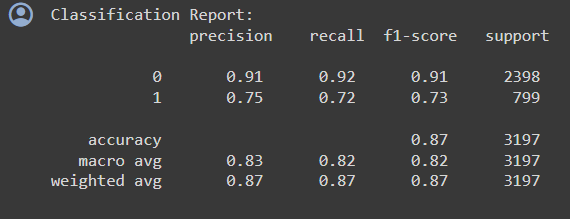 Classification Report:
precision recall f1-score support
0 0.91 0.92 0.91 2398
1 0.75 0.72 0.73 799
accuracy 0.87 3197
macro avg 0.83 0.82 0.82 3197
weighted avg 0.87 0.87 0.87 3197